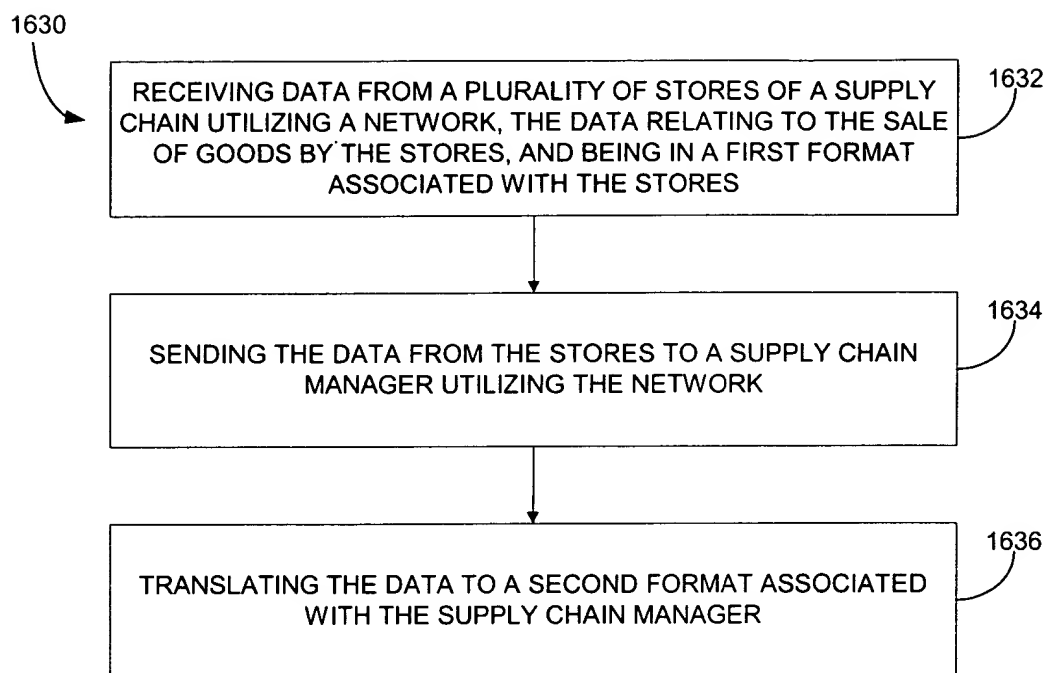 1630
1632
RECEIVING DATA FROM A PLURALITY OF STORES OF A SUPPLY
CHAIN UTILIZING A NETWORK, THE DATA RELATING TO THE SALE
OF GOODS BY THE STORES, AND BEING IN A FIRST FORMAT
ASSOCIATED WITH THE STORES
1634
SENDING THE DATA FROM THE STORES TO A SUPPLY CHAIN
MANAGER UTILIZING THE NETWORK
1636
TRANSLATING THE DATA TO A SECOND FORMAT ASSOCIATED
WITH THE SUPPLY CHAIN MANAGER